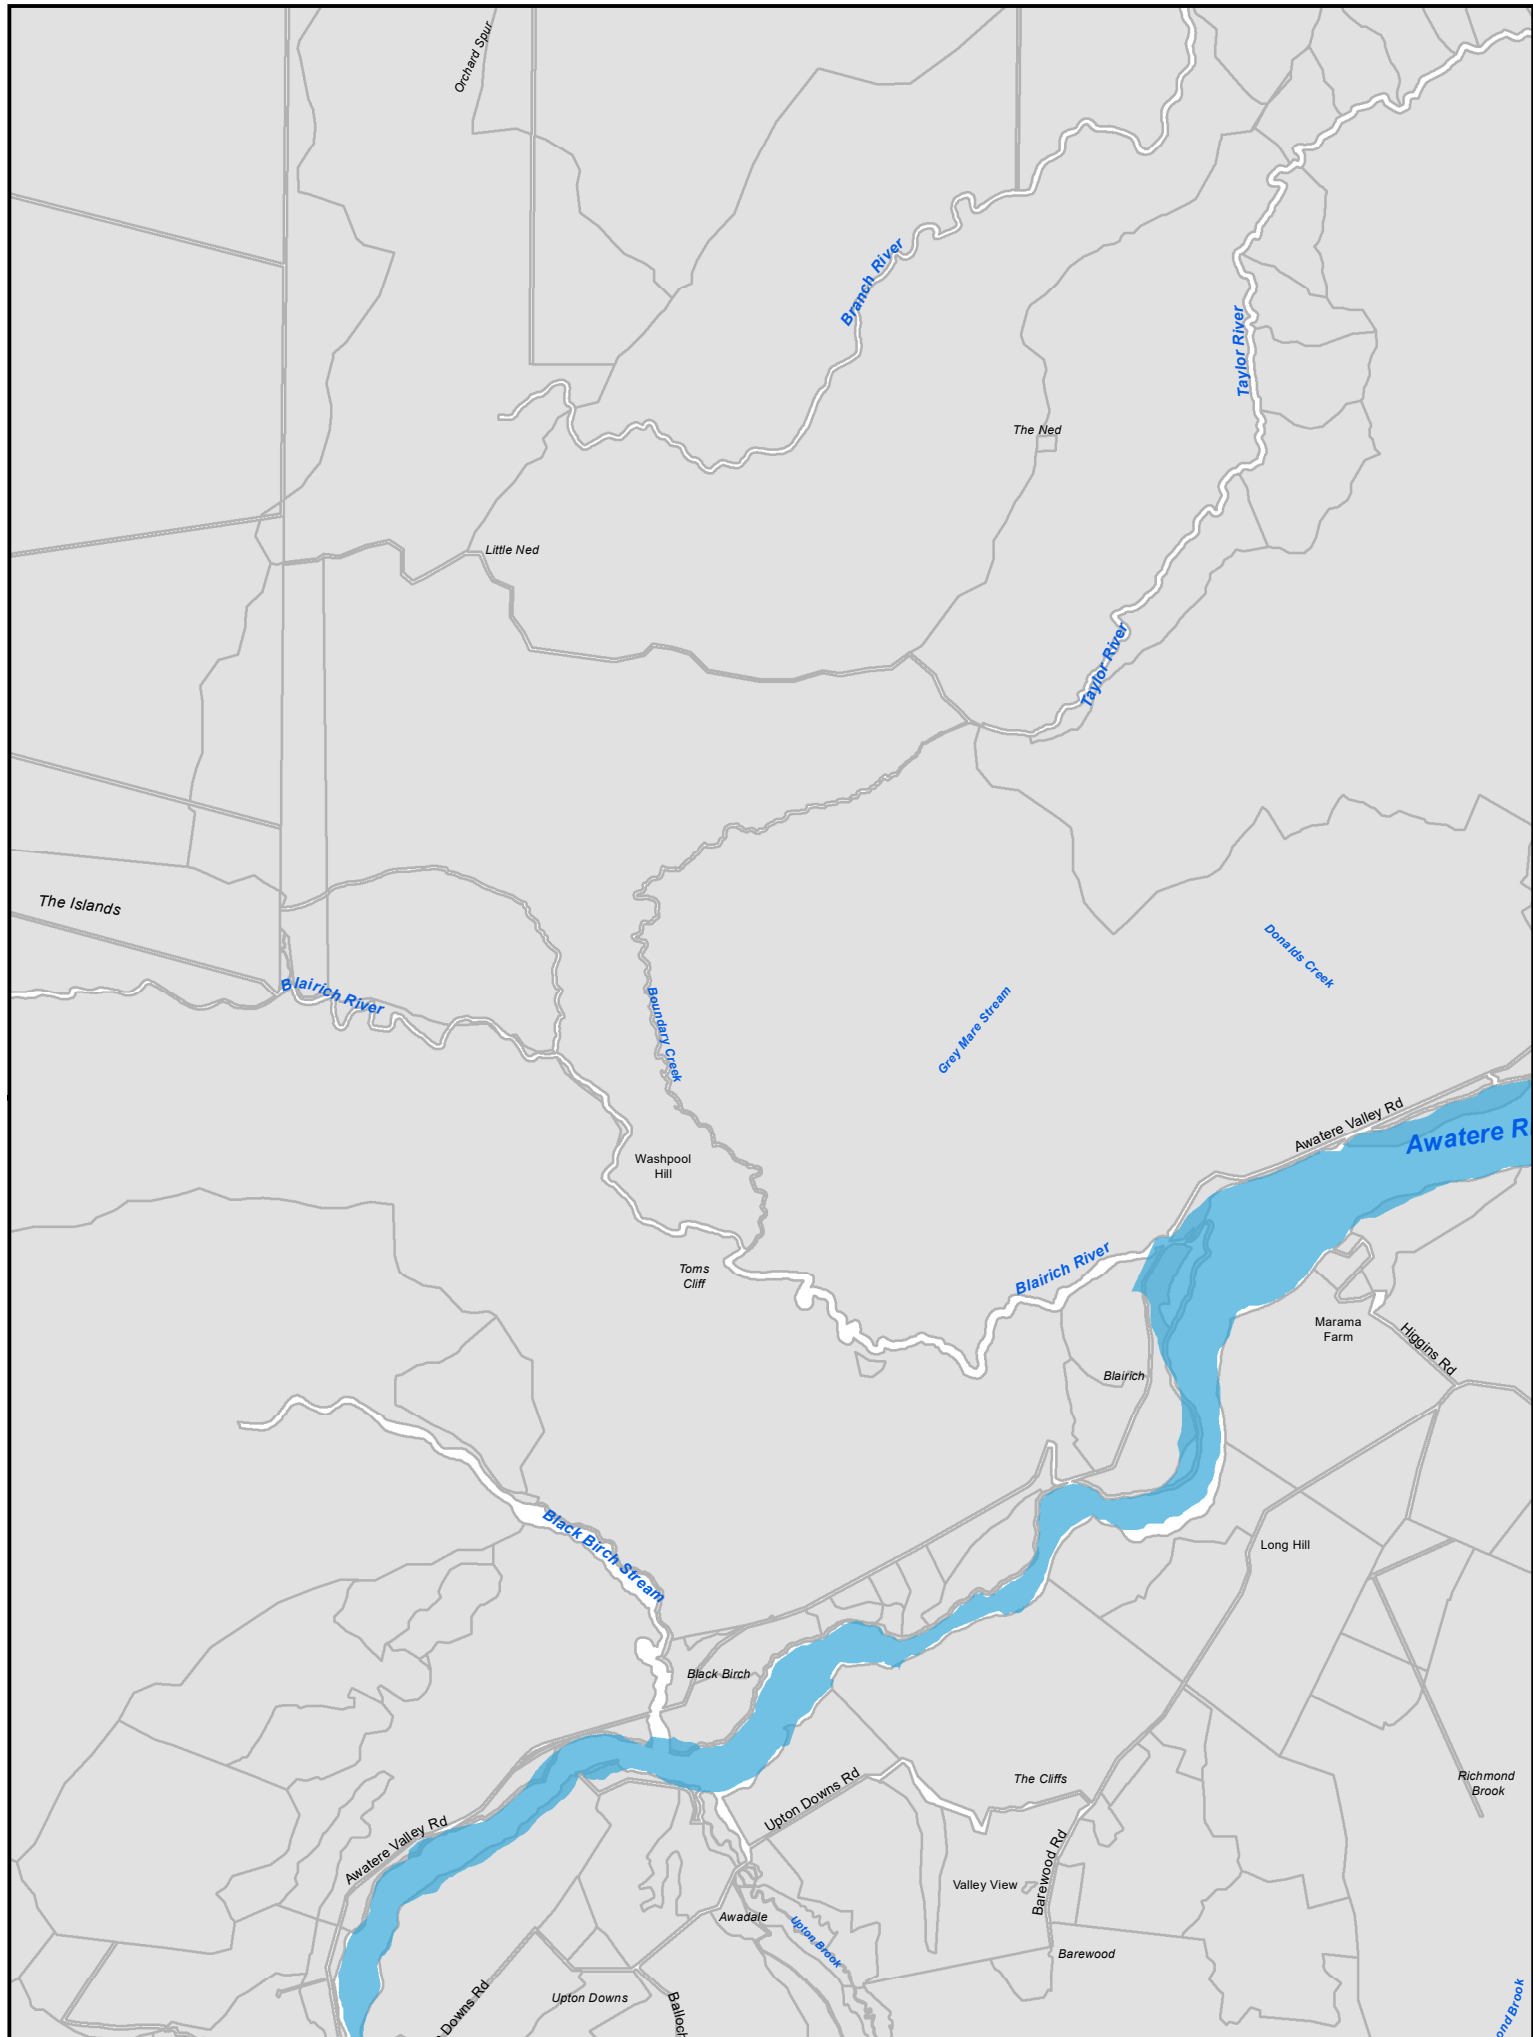 Orchard Spur
Branch River
Taylor River
The Ned
Little Ned
Taylor River
The Islands
Donalds Creek
Blairich River
Boundary Creek
Grey Mare Stream
Awatere Valley Rd
Awatere R
Washpool
Hill
Toms
Cliff
Blairich River
Marama
Farm
Higgins Rd
Blairich
Black Birch Stream
Long Hill
Black Birch
The Cliffs
Richmond
Brook
Upton Downs Rd
Awatere Valley Rd
Barewood Rd
Valley View
Awadale
Upton Brook
Barewood
Upton Downs
Downs Rd
Balloch
ond Brook